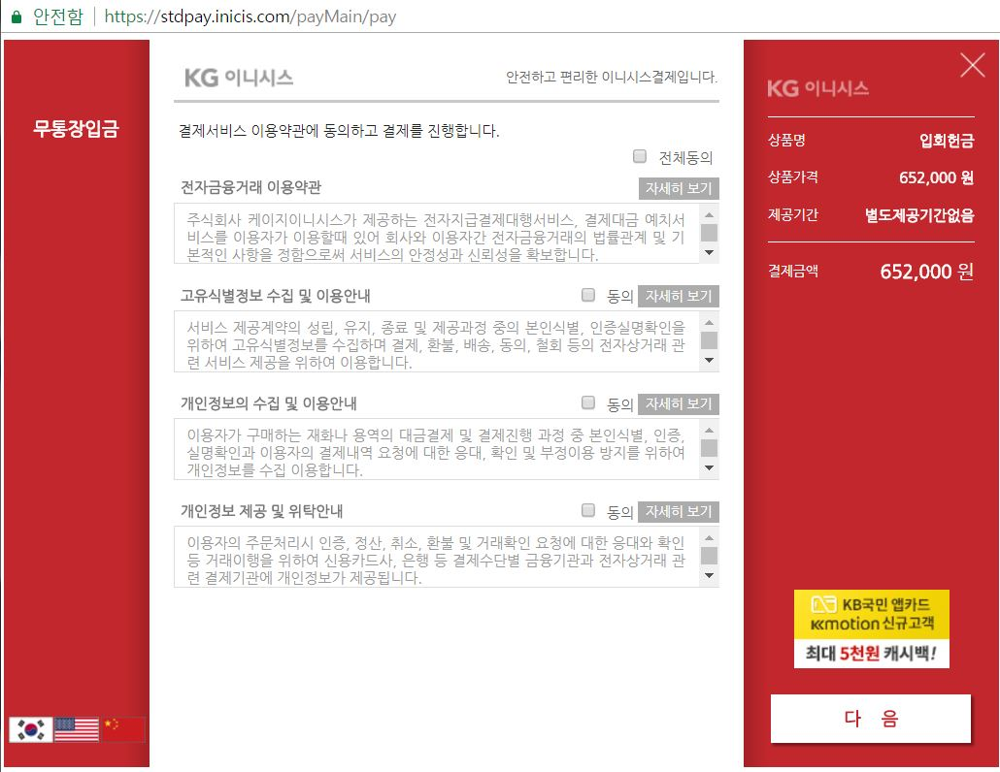 안전함 https://stdpay.inicis.com/payMain/pay
무통장입금
KG 이니시스
안전하고 편리한 이니시스결제입니다.
결제서비스 이용약관에 동의하고 결제를 진행합니다.
전체동의
전자금융거래 이용약관
자세히 보기
주식회사 케이지이니시스가 제공하는 전자지급결제대행서비스, 결제대금 예치서
비스를 이용자가 이용할때 있어 회사와 이용자간 전자금융거래의 법률관계 및 기
본적인 사항을 정함으로써 서비스의 안정성과 신뢰성을 확보합니다.
고유식별정보 수집 및 이용안내
동의 자세히 보기
서비스 제공계약의 성립, 유지, 종료 및 제공과정 중의 본인식별, 인증실명확인을
위하여 고유식별정보를 수집하며 결제, 환불, 배송, 동의, 철회 등의 전자상거래 관
련 서비스 제공을 위하여 이용합니다.
개인정보의 수집 및 이용안내
동의 자세히 보기
이용자가 구매하는 재화나 용역의 대금결제 및 결제진행 과정 중 본인식별, 인증,
실명확인과 이용자의 결제내역 요청에 대한 응대, 확인 및 부정이용 방지를 위하여
개인정보를 수집 이용합니다.
개인정보 제공 및 위탁안내
동의 자세히 보기
이용자의 주문처리시 인증, 정산, 취소, 환불 및 거래확인 요청에 대한 응대와 확인
등 거래이행을 위하여 신용카드사, 은행 등 결제수단별 금융기관과 전자상거래 관
련 결제기관에 개인정보가 제공됩니다.
KG 이니시스
상품명 입회헌금
상품가격 652,000 원
제공기간 별도제공기간없음
결제금액 652,000 원
KB국민 앱카드
Kmotion 신규고객
최대 5천원 캐시백!
다 음